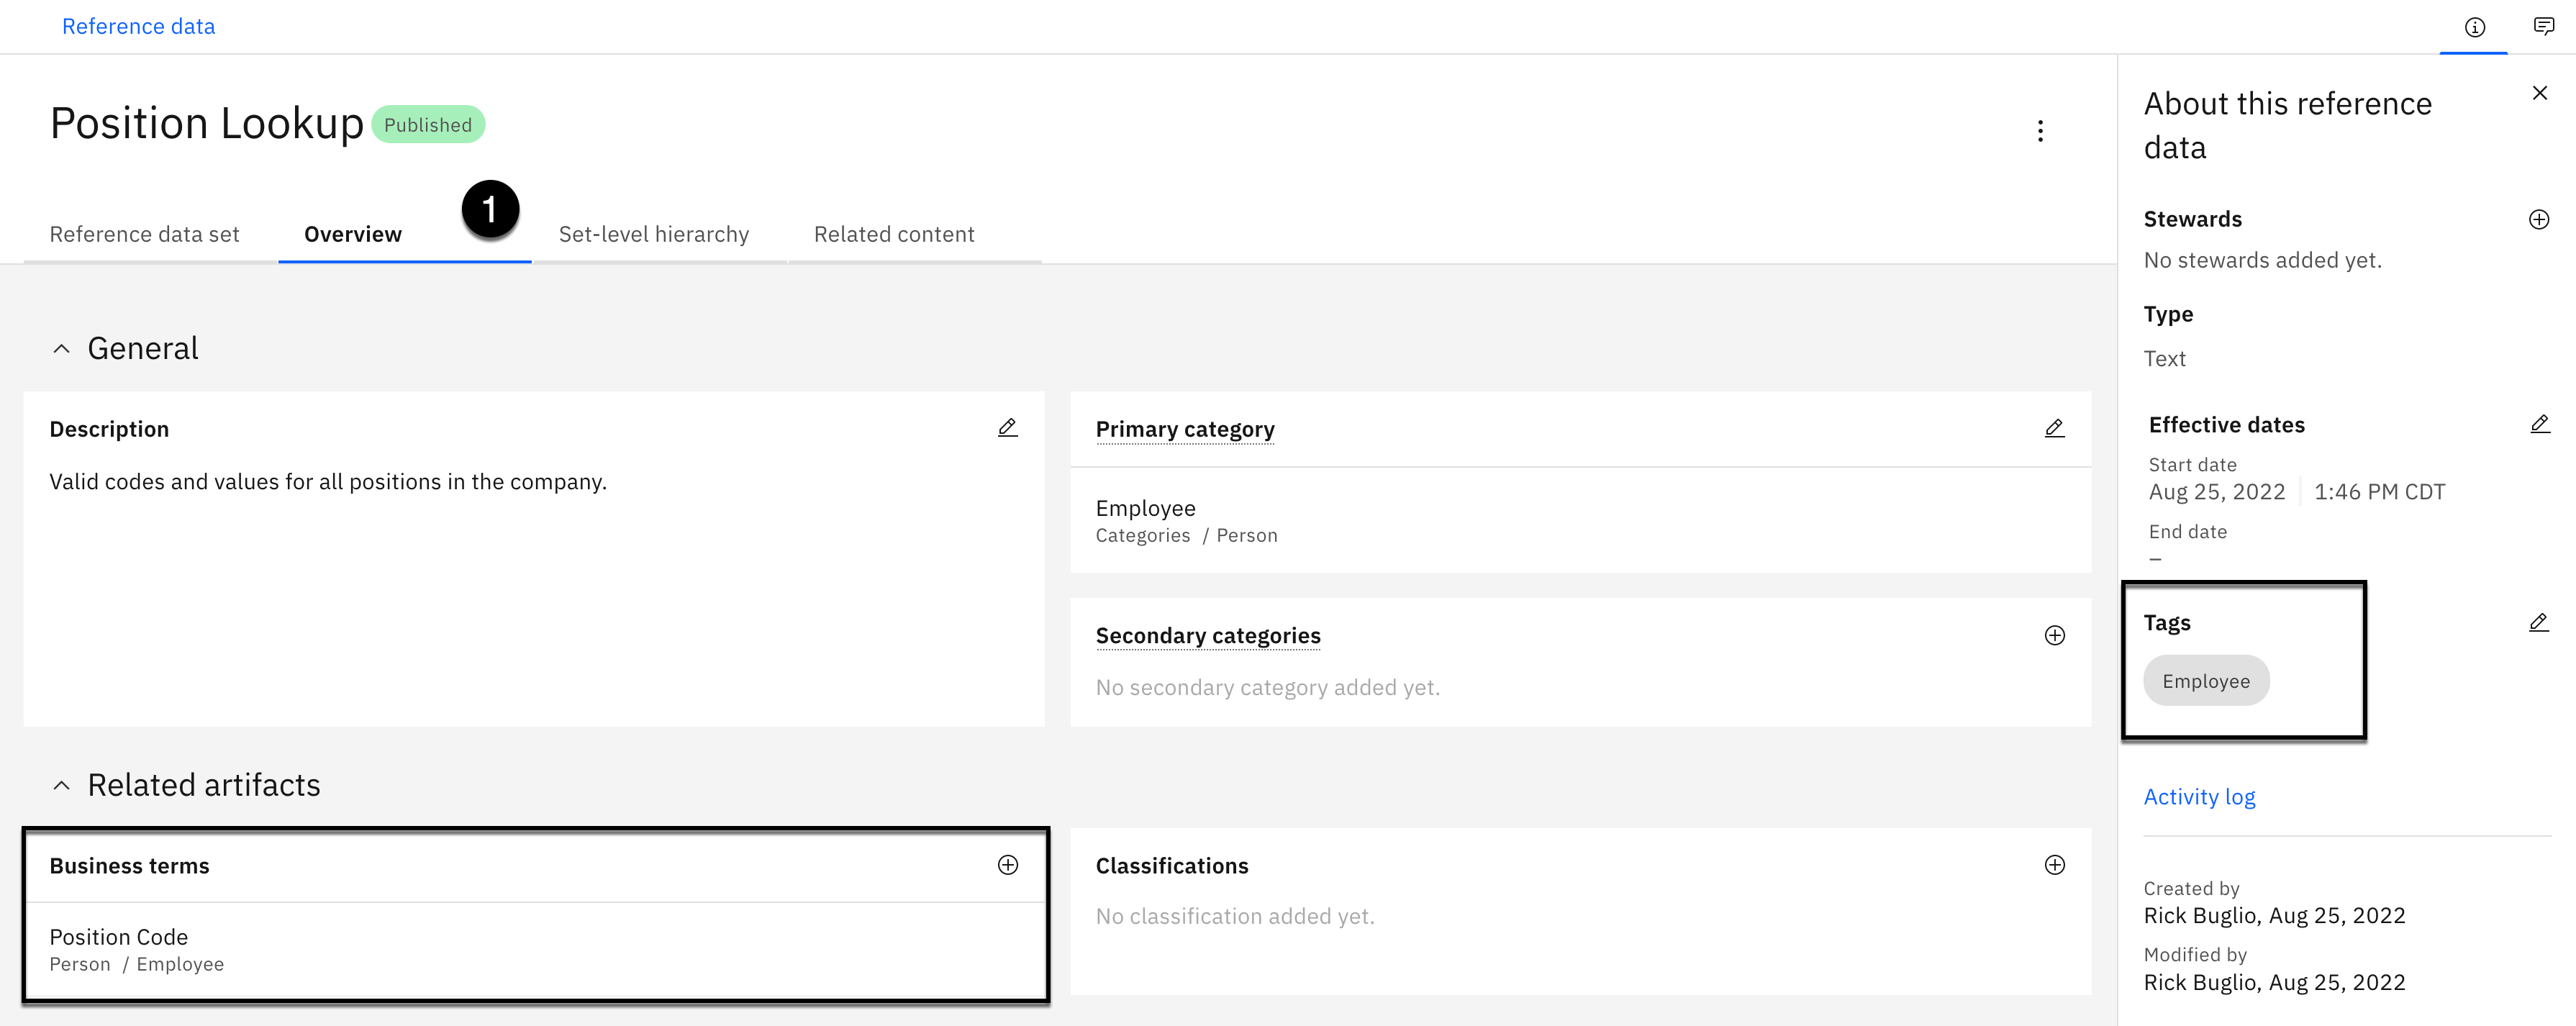 Reference data
Position Lookup Published
1
Reference data set Overview Set-level hierarchy Related content
General
Description
Valid codes and values for all positions in the company.
Primary category
Employee
Categories / Person
Secondary categories
No secondary category added yet.
Related artifacts
Business terms
Position Code
Person / Employee
Classifications
No classification added yet.
About this reference
data
Stewards
No stewards added yet.
Type
Text
Effective dates
Start date
Aug 25, 2022 1:46 PM CDT
End date
–
Tags
Employee
Activity log
Created by
Rick Buglio, Aug 25, 2022
Modified by
Rick Buglio, Aug 25, 2022